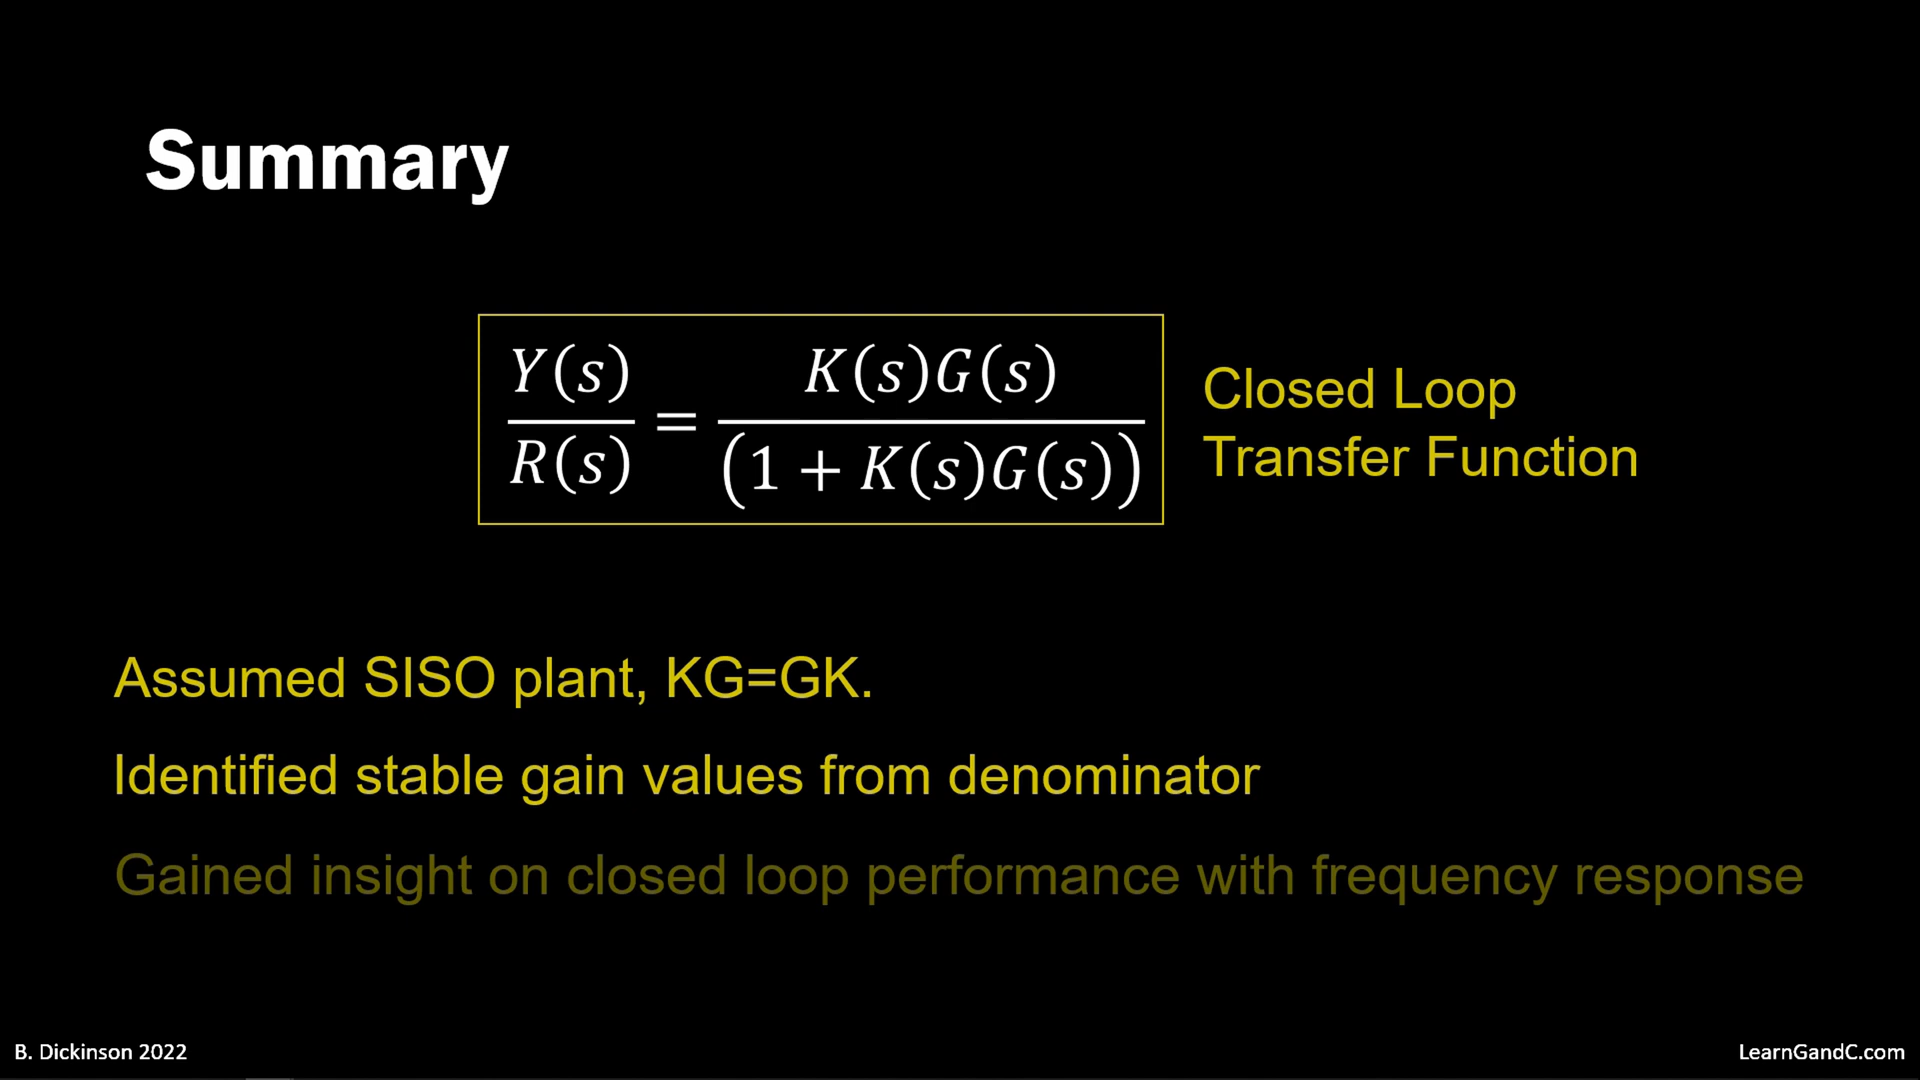 Summary
Y(s)/R(s) = K(s)G(s)/(1 + K(s)G(s))
Closed Loop
Transfer Function
Assumed SISO plant, KG=GK.
Identified stable gain values from denominator
Gained insight on closed loop performance with frequency response
B. Dickinson 2022
LearnGandC.com